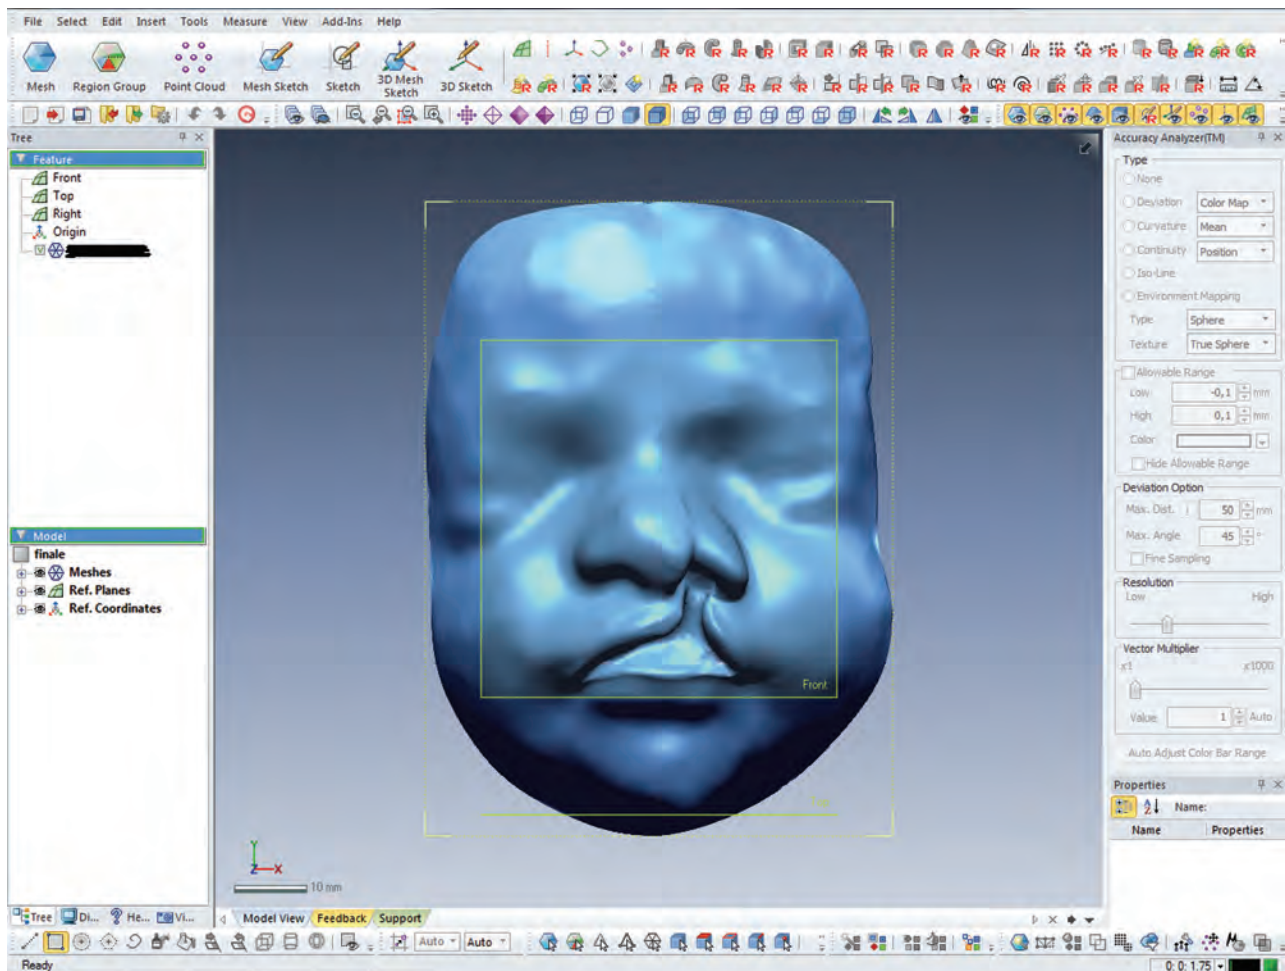 File Select Edit Insert Tools Measure View Add-Ins Help
Mesh Region Group Point Cloud Mesh Sketch Sketch 3D Mesh Sketch 3D Sketch
Tree
Feature
Front
Top
Right
Origin
Model
finale
Meshes
Ref. Planes
Ref. Coordinates
Tree Di... He... Vi...
Front
10 mm
Y
Z X
Model View Feedback Support
Accuracy Analyzer(TM)
Type
None
Deviation Color Map
Curvature Mean
Continuity Position
Iso-Line
Environment Mapping
Type Sphere
Texture True Sphere
Allowable Range
Low -0,1 mm
High 0,1 mm
Color
Hide Allowable Range
Deviation Option
Max. Dist. 50 mm
Max. Angle 45 °
Fine Sampling
Resolution
Low High
Vector Multiplier
x1 x1000
Value 1 Auto
Auto Adjust Color Bar Range
Properties
Name:
Name Properties
Auto Auto
Ready
0: 0: 1.75